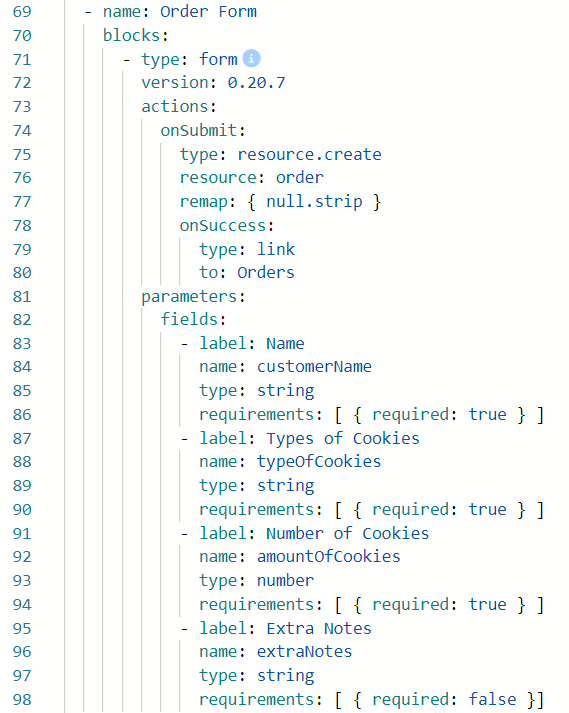 69 - name: Order Form
70 blocks:
71 - type: form i
72 version: 0.20.7
73 actions:
74 onSubmit:
75 type: resource.create
76 resource: order
77 remap: { null.strip }
78 onSuccess:
79 type: link
80 to: Orders
81 parameters:
82 fields:
83 - label: Name
84 name: customerName
85 type: string
86 requirements: [ { required: true } ]
87 - label: Types of Cookies
88 name: typeOfCookies
89 type: string
90 requirements: [ { required: true } ]
91 - label: Number of Cookies
92 name: amountOfCookies
93 type: number
94 requirements: [ { required: true } ]
95 - label: Extra Notes
96 name: extraNotes
97 type: string
98 requirements: [ { required: false }]